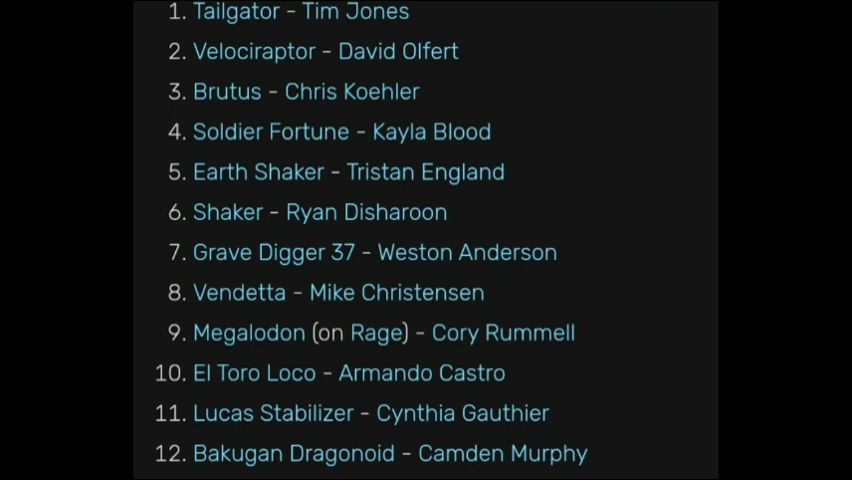 1. Tailgator - Tim Jones
2. Velociraptor - David Olfert
3. Brutus - Chris Koehler
4. Soldier Fortune - Kayla Blood
5. Earth Shaker - Tristan England
6. Shaker - Ryan Disharoon
7. Grave Digger 37 - Weston Anderson
8. Vendetta - Mike Christensen
9. Megalodon (on Rage) - Cory Rummell
10. El Toro Loco - Armando Castro
11. Lucas Stabilizer - Cynthia Gauthier
12. Bakugan Dragonoid - Camden Murphy